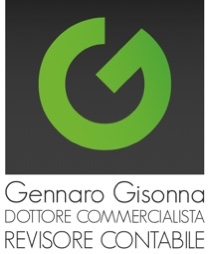 G
Gennaro Gisonna
DOTTORE COMMERCIALISTA
REVISORE CONTABILE